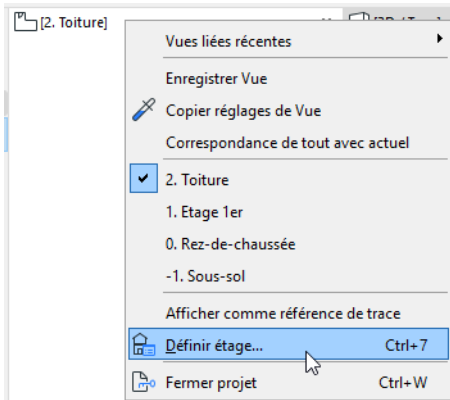 [2. Toiture]
Vues liées récentes
Enregistrer Vue
Copier réglages de Vue
Correspondance de tout avec actuel
2. Toiture
1. Etage 1er
0. Rez-de-chaussée
-1. Sous-sol
Afficher comme référence de trace
Définir étage... Ctrl+7
Fermer projet Ctrl+W